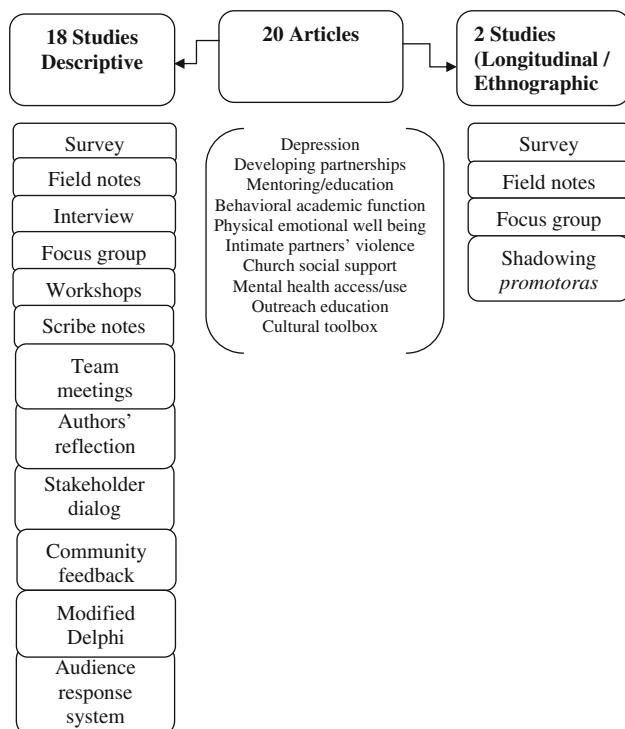 18 Studies
Descriptive
20 Articles
2 Studies
(Longitudinal /
Ethnographic
Survey
Field notes
Interview
Focus group
Workshops
Scribe notes
Team
meetings
Authors'
reflection
Stakeholder
dialog
Community
feedback
Modified
Delphi
Audience
response
system
Depression
Developing partnerships
Mentoring/education
Behavioral academic function
Physical emotional well being
Intimate partners' violence
Church social support
Mental health access/use
Outreach education
Cultural toolbox
Survey
Field notes
Focus group
Shadowing
promotoras